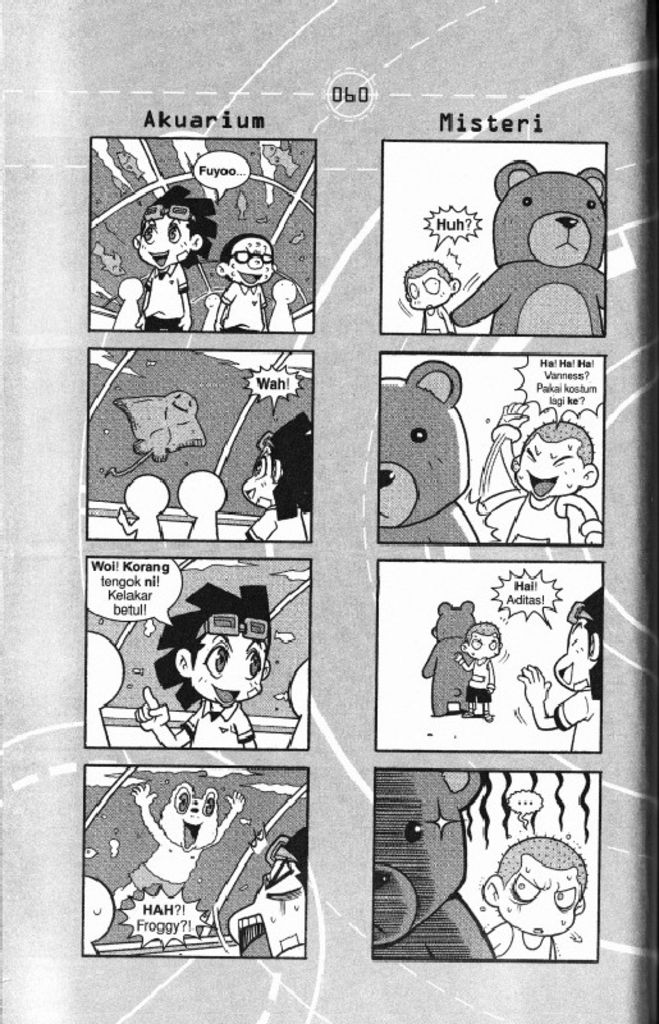 060
Akuarium
Fuyoo...
Wah!
Woi! Korang
tengok ni!
Kelakar
betul!
HAH?!
Froggy?!
Misteri
Huh?
Ha! Ha! Ha!
Vanness?
Pakai kostum
lagi ke?
Hai!
Aditas!
...